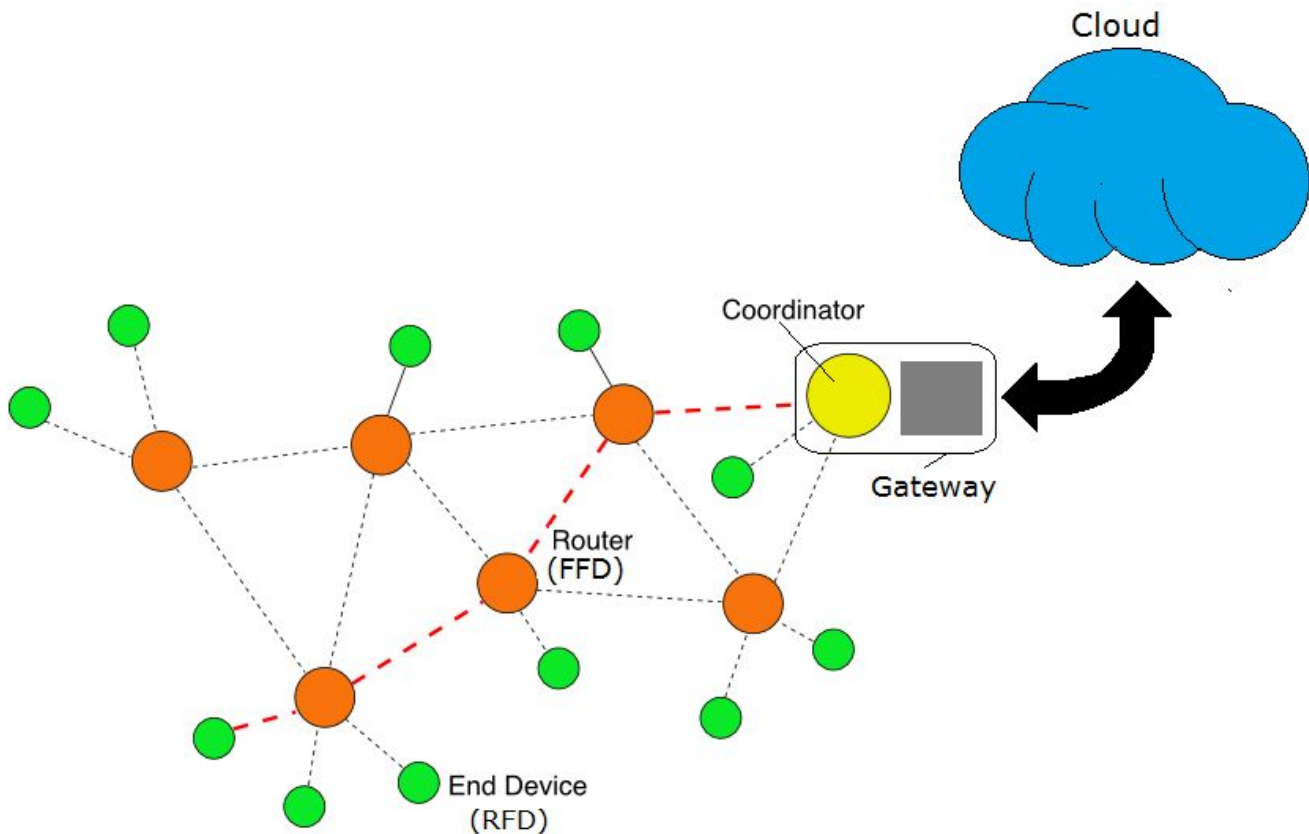 Cloud
Coordinator
Gateway
Router
(FFD)
End Device
(RFD)